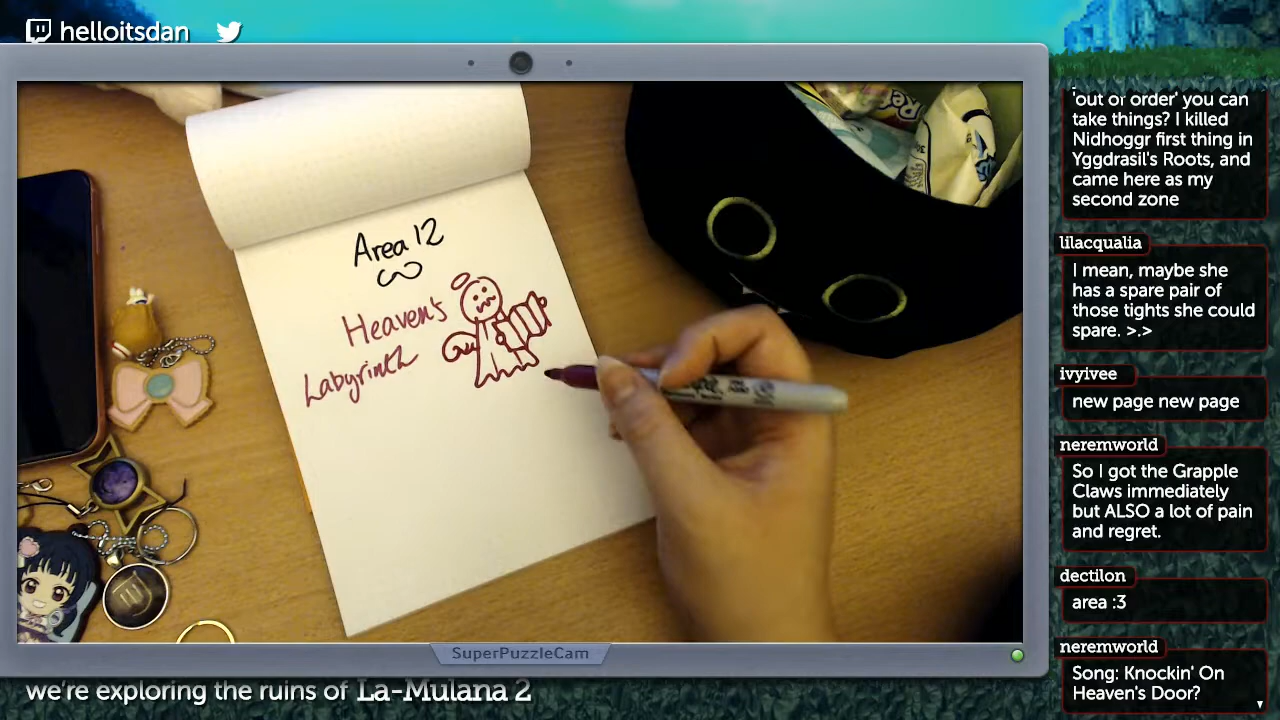 helloitsdan
Area 12
Heaven's
Labyrinth
SuperPuzzleCam
we're exploring the ruins of La-Mulana 2
'out of order' you can
take things? I killed
Nidhoggr first thing in
Yggdrasil's Roots, and
came here as my
second zone
lilacqualia
I mean, maybe she
has a spare pair of
those tights she could
spare. >.>
ivyivee
new page new page
neremworld
So I got the Grapple
Claws immediately
but ALSO a lot of pain
and regret.
dectilon
area :3
neremworld
Song: Knockin' On
Heaven's Door?